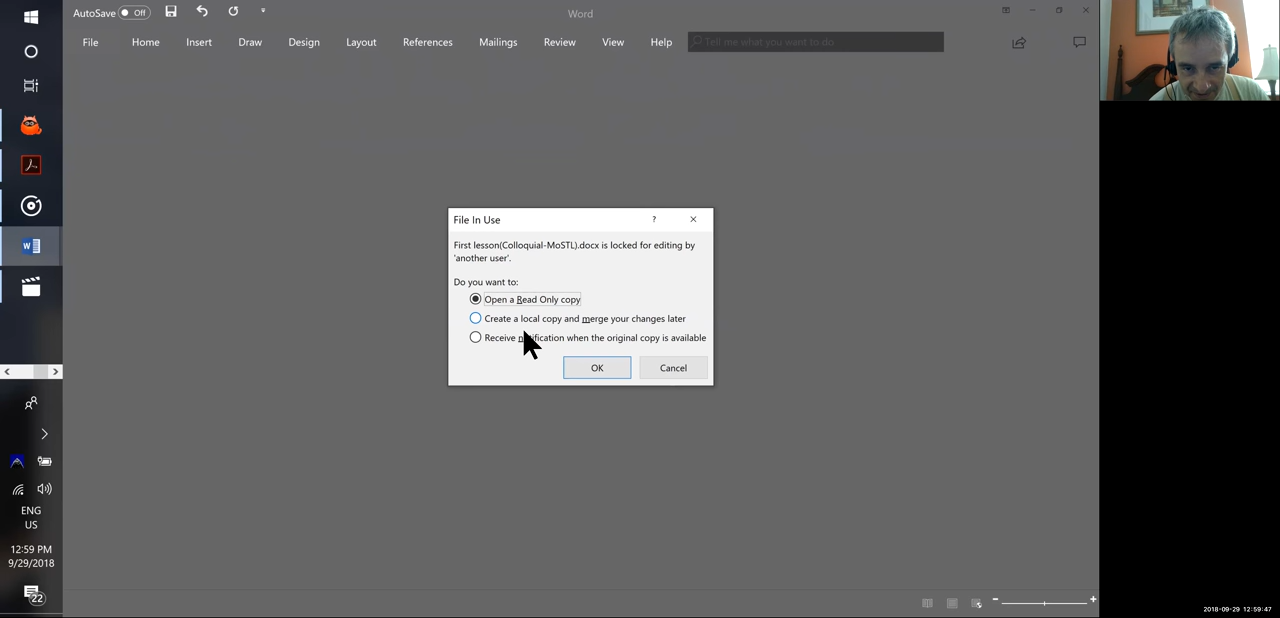 AutoSave Off
Word
File Home Insert Draw Design Layout References Mailings Review View Help Tell me what you want to do
File In Use
?
First lesson(Colloquial-MoSTL).docx is locked for editing by
'another user'.
Do you want to:
Open a Read Only copy
Create a local copy and merge your changes later
Receive notification when the original copy is available
OK Cancel
ENG
US
12:59 PM
9/29/2018
22
2018-09-29 12:59:47